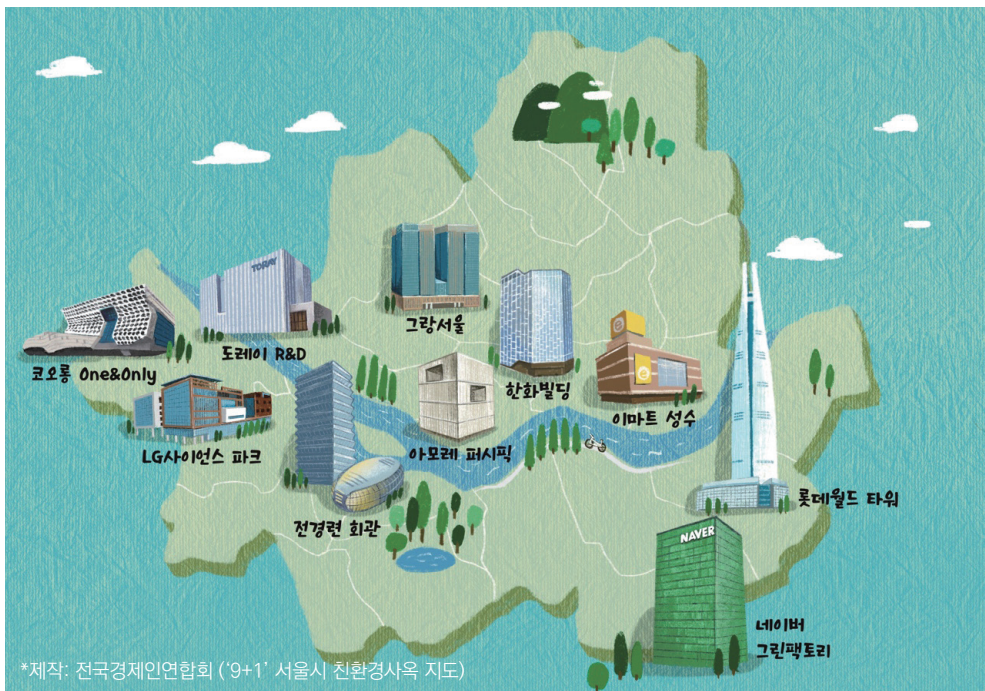 TORAY
그랑서울
도레이 R&D
코오롱 One&Only
한화빌딩
이마트 성수
LG사이언스 파크
아모레 퍼시픽
롯데월드 타워
전경련 회관
NAVER
네이버
그린팩토리
*제작: 전국경제인연합회 (‘9+1’ 서울시 친환경사옥 지도)